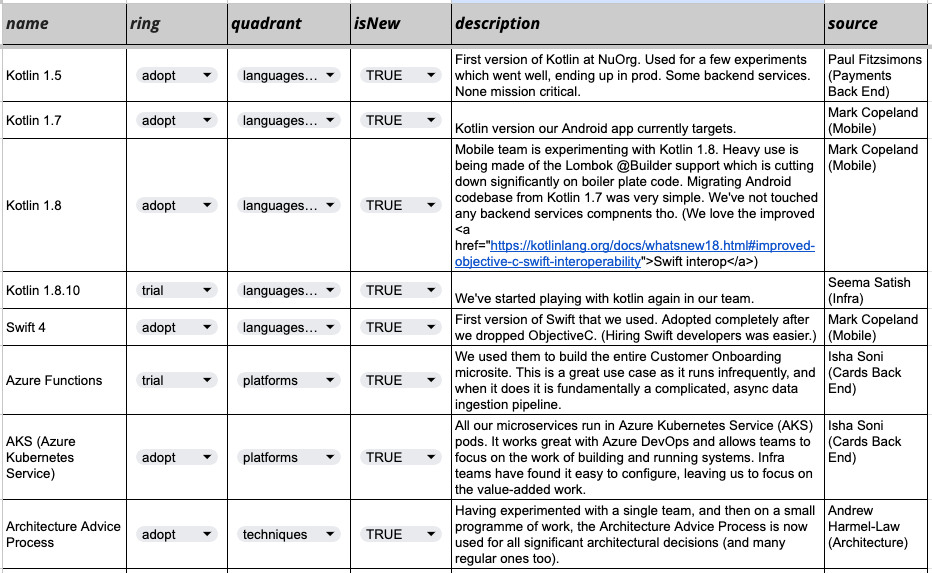 name ring quadrant isNew description source
Kotlin 1.5 adopt languages… TRUE First version of Kotlin at NuOrg. Used for a few experiments
which went well, ending up in prod. Some backend services.
None mission critical.
Paul Fitzsimons
(Payments
Back End)
Kotlin 1.7 adopt languages… TRUE Kotlin version our Android app currently targets.
Mark Copeland
(Mobile)
Kotlin 1.8 adopt languages… TRUE Mobile team is experimenting with Kotlin 1.8. Heavy use is
being made of the Lombok @Builder support which is cutting
down significantly on boiler plate code. Migrating Android
codebase from Kotlin 1.7 was very simple. We've not touched
any backend services compnents tho. (We love the improved
<a
href="https://kotlinlang.org/docs/whatsnew18.html#improved-
objective-c-swift-interoperability">Swift interop</a>)
Mark Copeland
(Mobile)
Kotlin 1.8.10 trial languages… TRUE We've started playing with kotlin again in our team.
Seema Satish
(Infra)
Swift 4 adopt languages… TRUE First version of Swift that we used. Adopted completely after
we dropped ObjectiveC. (Hiring Swift developers was easier.)
Mark Copeland
(Mobile)
Azure Functions trial platforms TRUE We used them to build the entire Customer Onboarding
microsite. This is a great use case as it runs infrequently, and
when it does it is fundamentally a complicated, async data
ingestion pipeline.
Isha Soni
(Cards Back
End)
AKS (Azure
Kubernetes
Service)
adopt platforms TRUE All our microservices run in Azure Kubernetes Service (AKS)
pods. It works great with Azure DevOps and allows teams to
focus on the work of building and running systems. Infra
teams have found it easy to configure, leaving us to focus on
the value-added work.
Isha Soni
(Cards Back
End)
Architecture Advice
Process
adopt techniques TRUE Having experimented with a single team, and then on a small
programme of work, the Architecture Advice Process is now
used for all significant architectural decisions (and many
regular ones too).
Andrew
Harmel-Law
(Architecture)